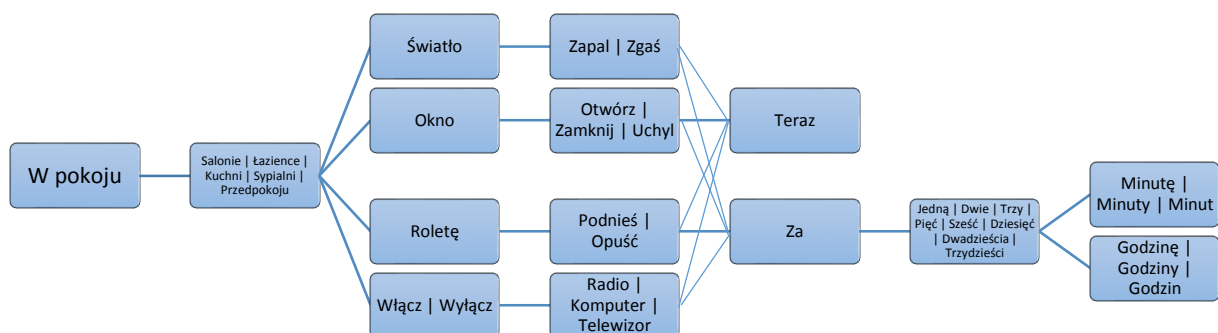 W pokoju
Salonie | Łazience |
Kuchni | Sypialni |
Przedpokoju
Światło
Zapal | Zgaś
Okno
Otwórz |
Zamknij | Uchyl
Teraz
Roletę
Podnieś |
Opuść
Za
Włącz | Wyłącz
Radio |
Komputer |
Telewizor
Jedną | Dwie | Trzy |
Pięć | Sześć | Dziesięć
| Dwadzieścia |
Trzydzieści
Minutę |
Minuty | Minut
Godzinę |
Godziny |
Godzin